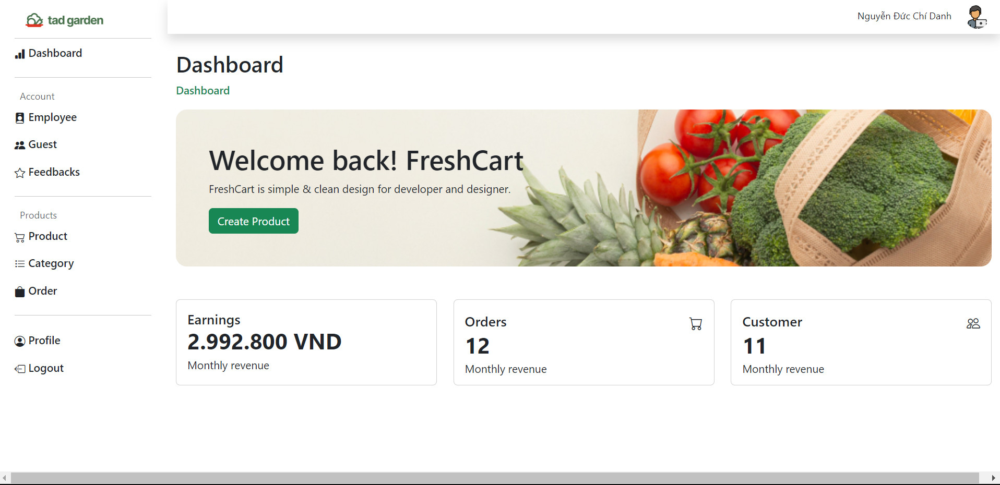 tad garden
Dashboard
Account
Employee
Guest
Feedbacks
Products
Product
Category
Order
Profile
Logout
Nguyễn Đức Chí Danh
Dashboard
Dashboard
Welcome back! FreshCart
FreshCart is simple & clean design for developer and designer.
Create Product
Earnings
2.992.800 VND
Monthly revenue
Orders
12
Monthly revenue
Customer
11
Monthly revenue